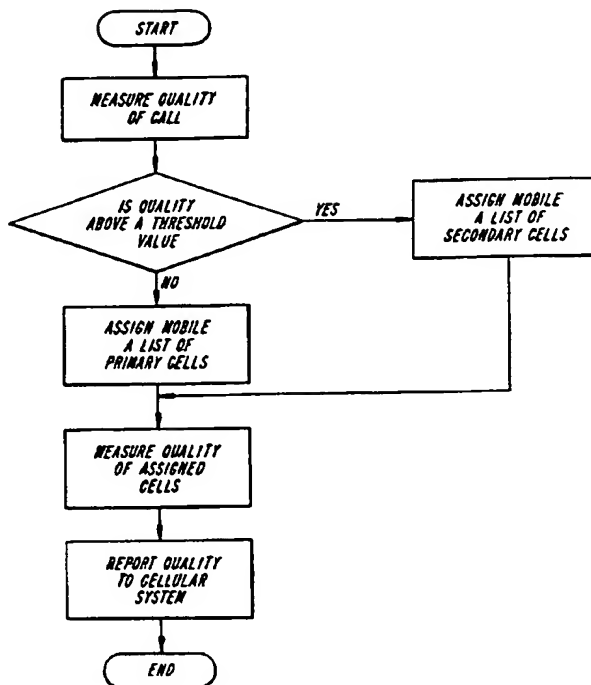 START
MEASURE QUALITY
OF CALL
IS QUALITY
ABOVE A THRESHOLD
VALUE
YES
ASSIGN MOBILE
A LIST OF
SECONDARY CELLS
NO
ASSIGN MOBILE
A LIST OF
PRIMARY CELLS
MEASURE QUALITY
OF ASSIGNED
CELLS
REPORT QUALITY
TO CELLULAR
SYSTEM
END